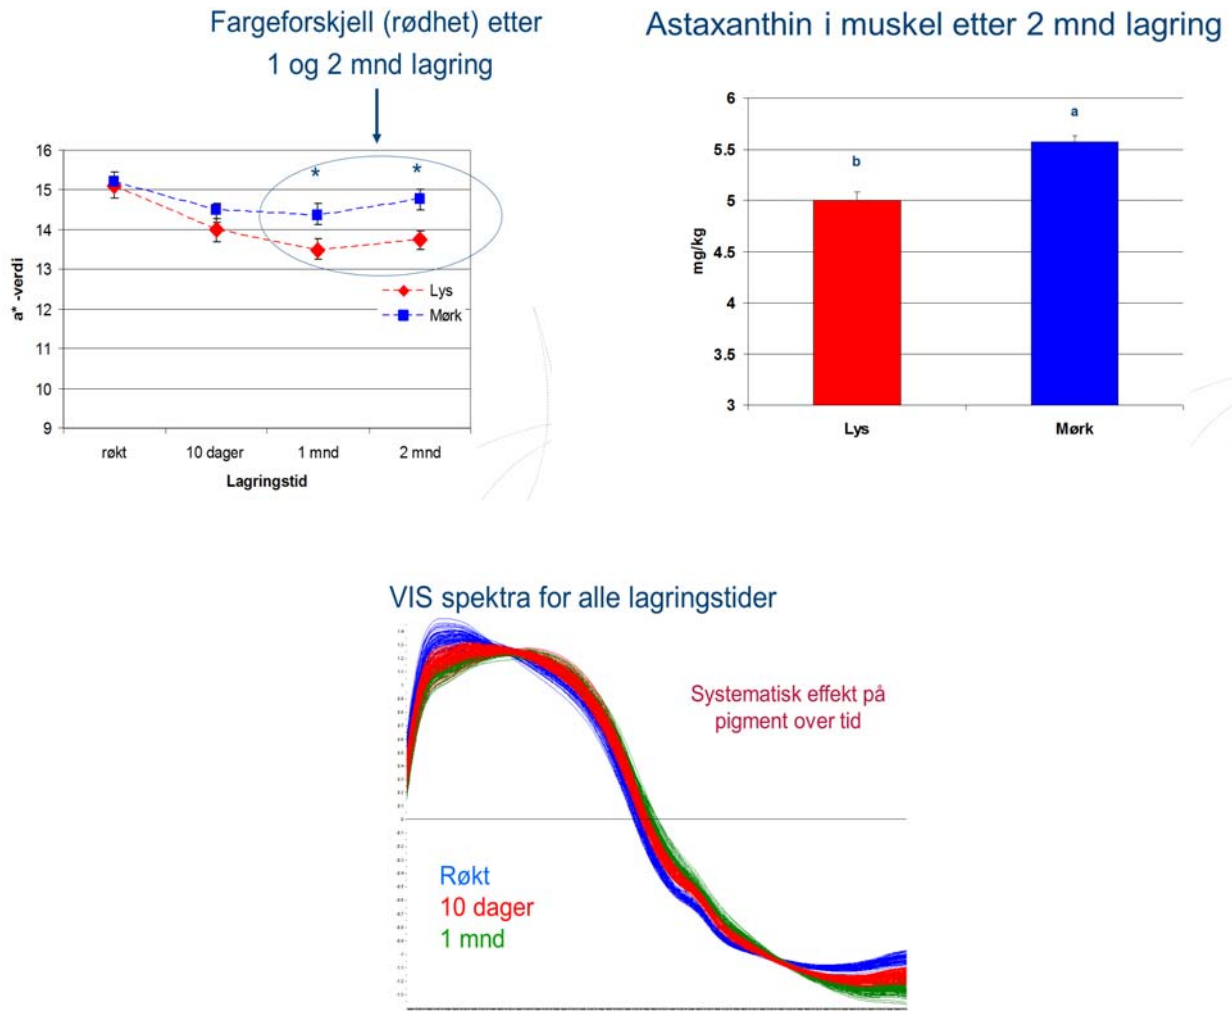 Fargeforskjell (rødhet) etter
1 og 2 mnd lagring
16
15
14
13
12
11
10
9
a* -verdi
*
*
Lys
Mørk
røkt
10 dager
1 mnd
2 mnd
Lagringstid
Astaxanthin i muskel etter 2 mnd lagring
6
5.5
5
4.5
4
3.5
3
mg/kg
b
a
Lys
Mørk
VIS spektra for alle lagringstider
Systematisk effekt på
pigment over tid
Røkt
10 dager
1 mnd